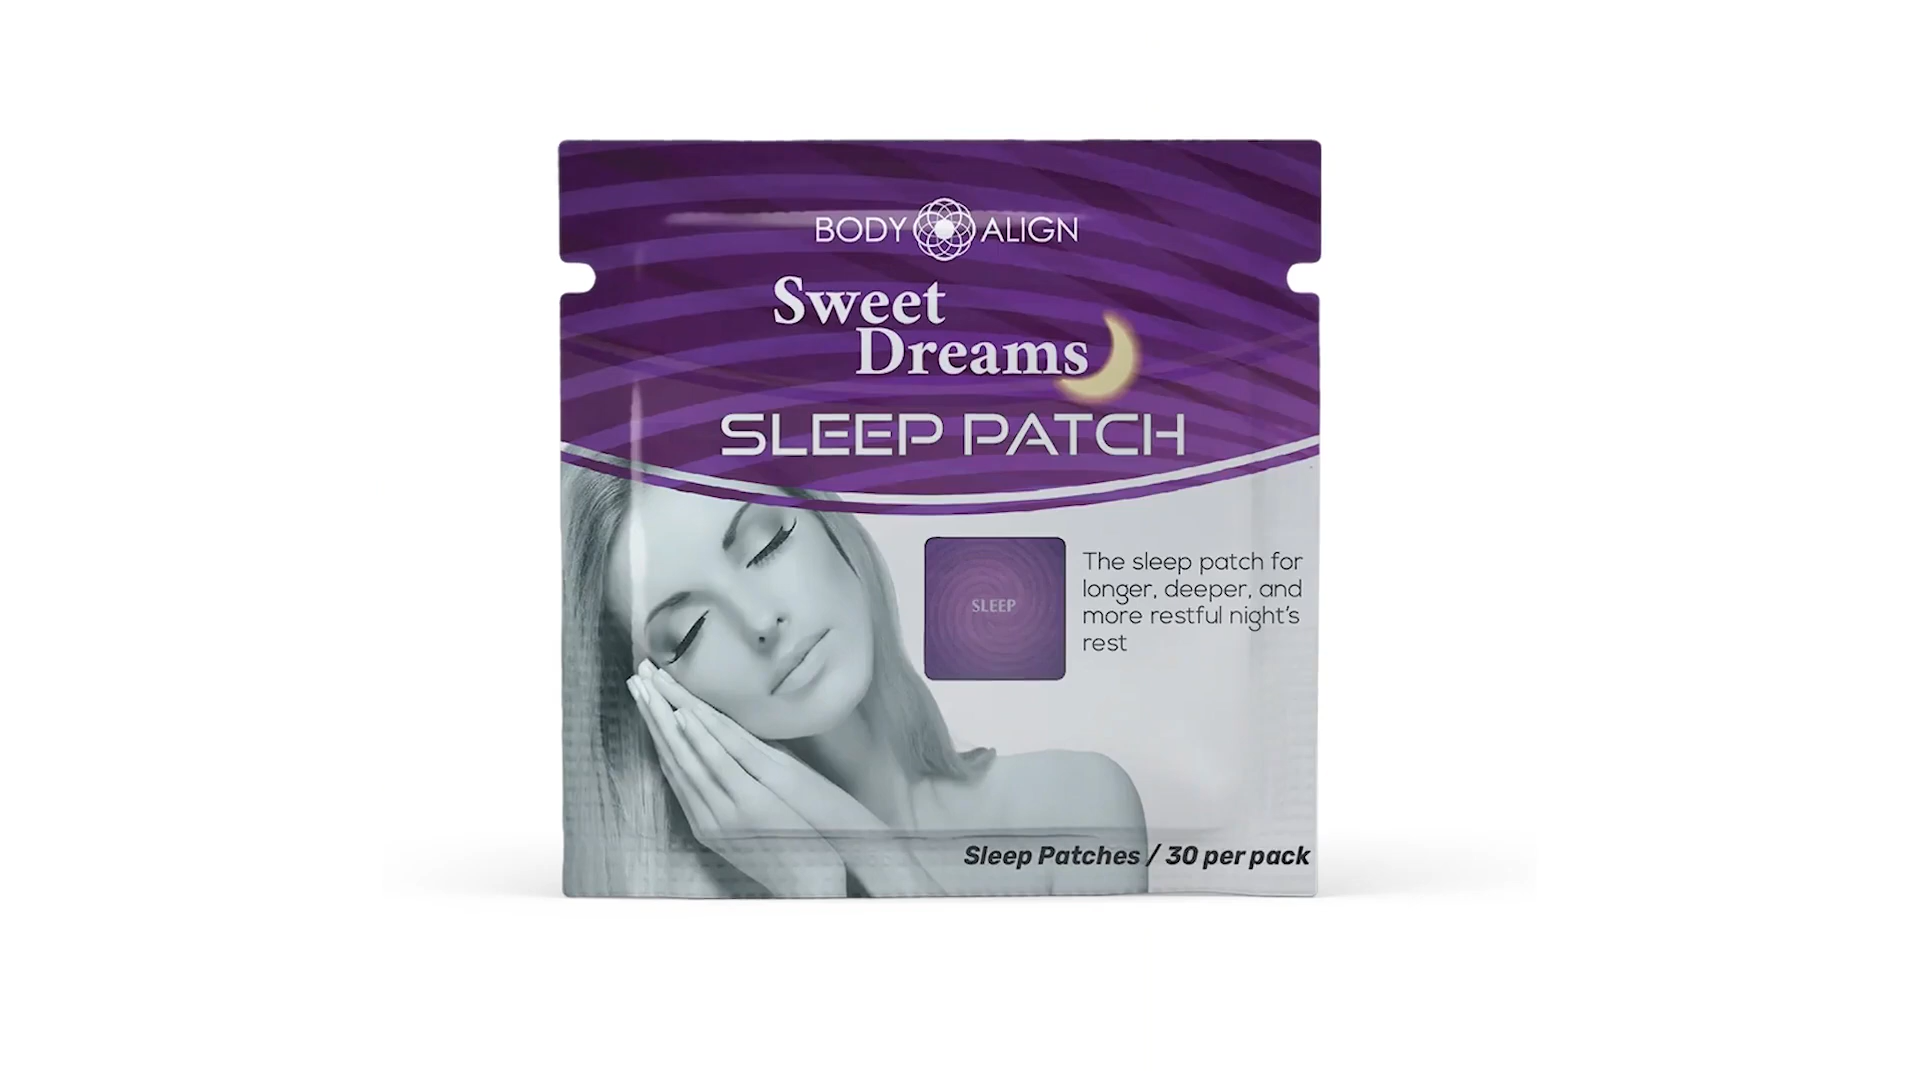 BODY ALIGN
Sweet
Dreams
SLEEP PATCH
SLEEP
The sleep patch for
longer, deeper, and
more restful night's
rest
Sleep Patches / 30 per pack